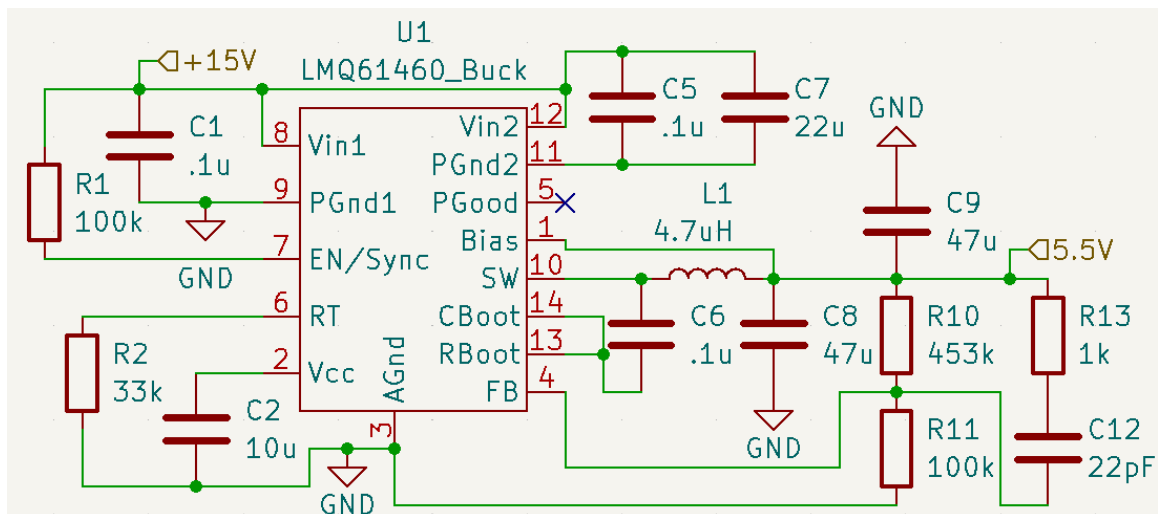 U1
LMQ61460_Buck
+15V
C1
.1u
R1
100k
GND
8
Vin1
9
PGnd1
7
EN/Sync
6
RT
2
Vcc
AGnd
3
Vin2
12
PGnd2
11
PGood
5
Bias
1
SW
10
CBoot
14
RBoot
13
FB
4
R2
33k
C2
10u
GND
C5
.1u
C7
22u
L1
4.7uH
C6
.1u
C8
47u
GND
GND
C9
47u
5.5V
R10
453k
R13
1k
R11
100k
C12
22pF